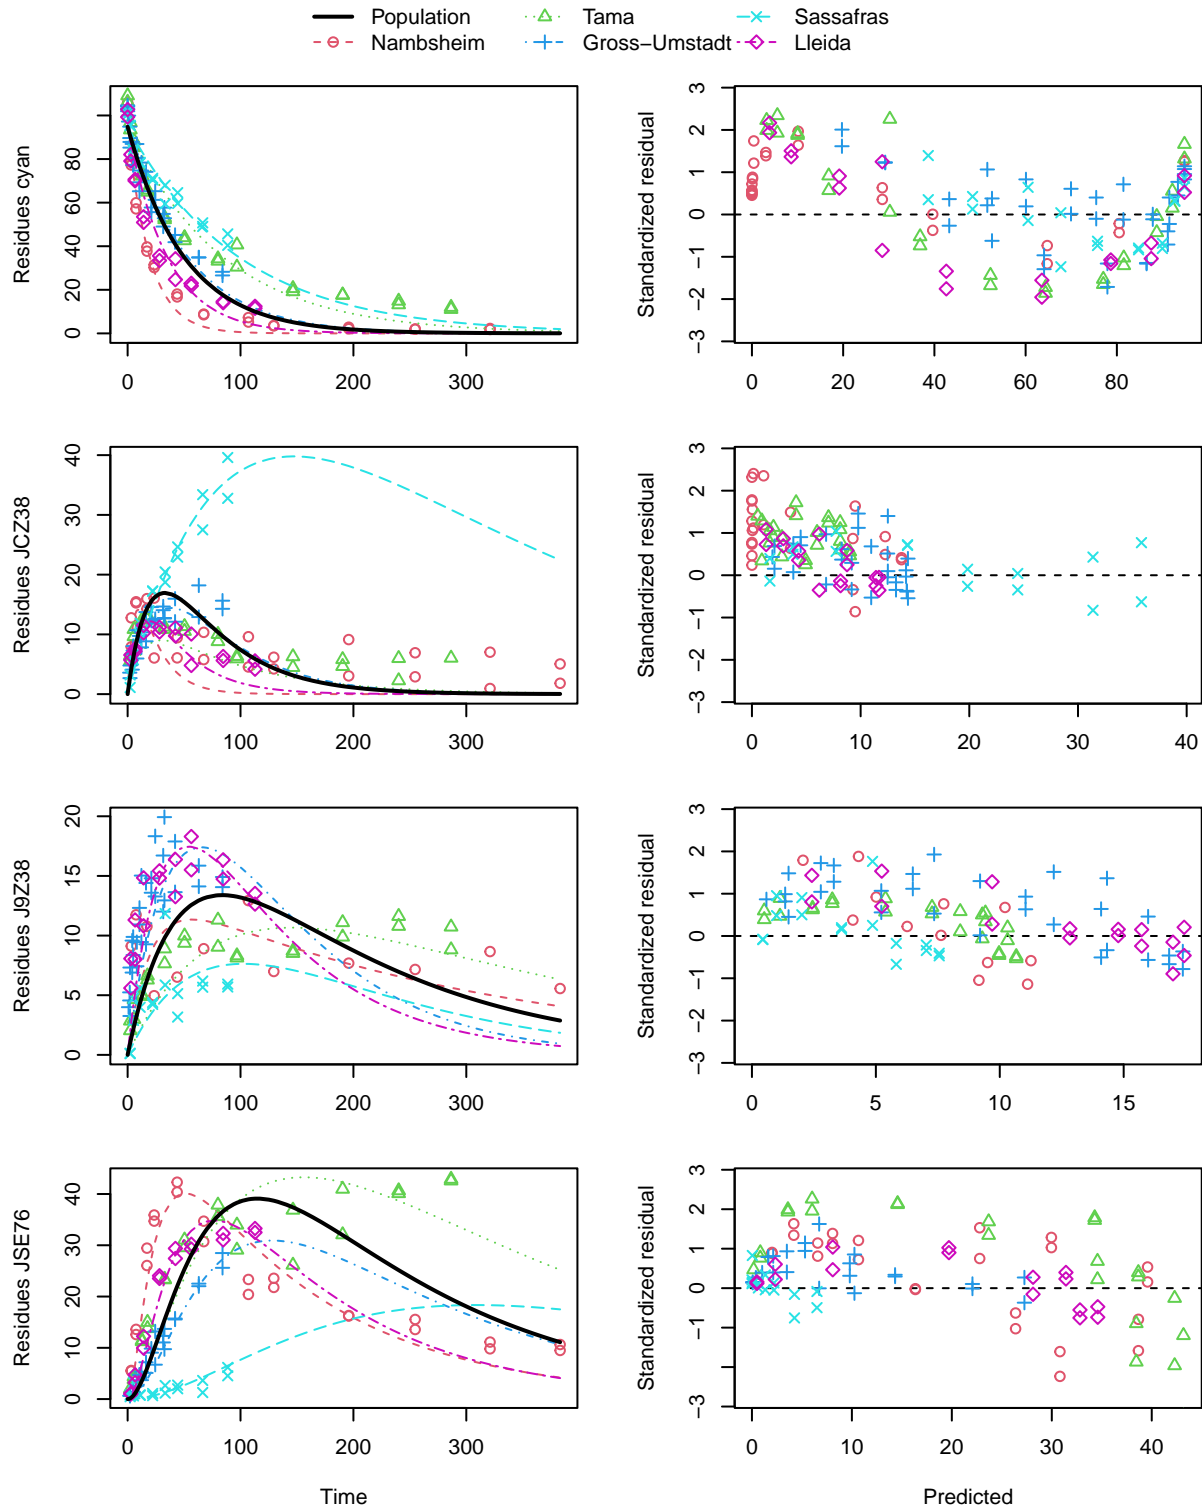 Population Tama Sassafras
Nambsheim Gross−Umstadt Lleida
Residues cyan
0 20 40 60 80
0 100 200 300
Standardized residual
−3 −2 −1 0 1 2 3
0 20 40 60 80
Residues JCZ38
0 10 20 30 40
0 100 200 300
Standardized residual
−3 −2 −1 0 1 2 3
0 10 20 30 40
Residues J9Z38
0 5 10 15 20
0 100 200 300
Standardized residual
−3 −2 −1 0 1 2 3
0 5 10 15
Residues JSE76
0 10 20 30 40
0 100 200 300
Time
Standardized residual
−3 −1 0 1 2 3
0 10 20 30 40
Predicted